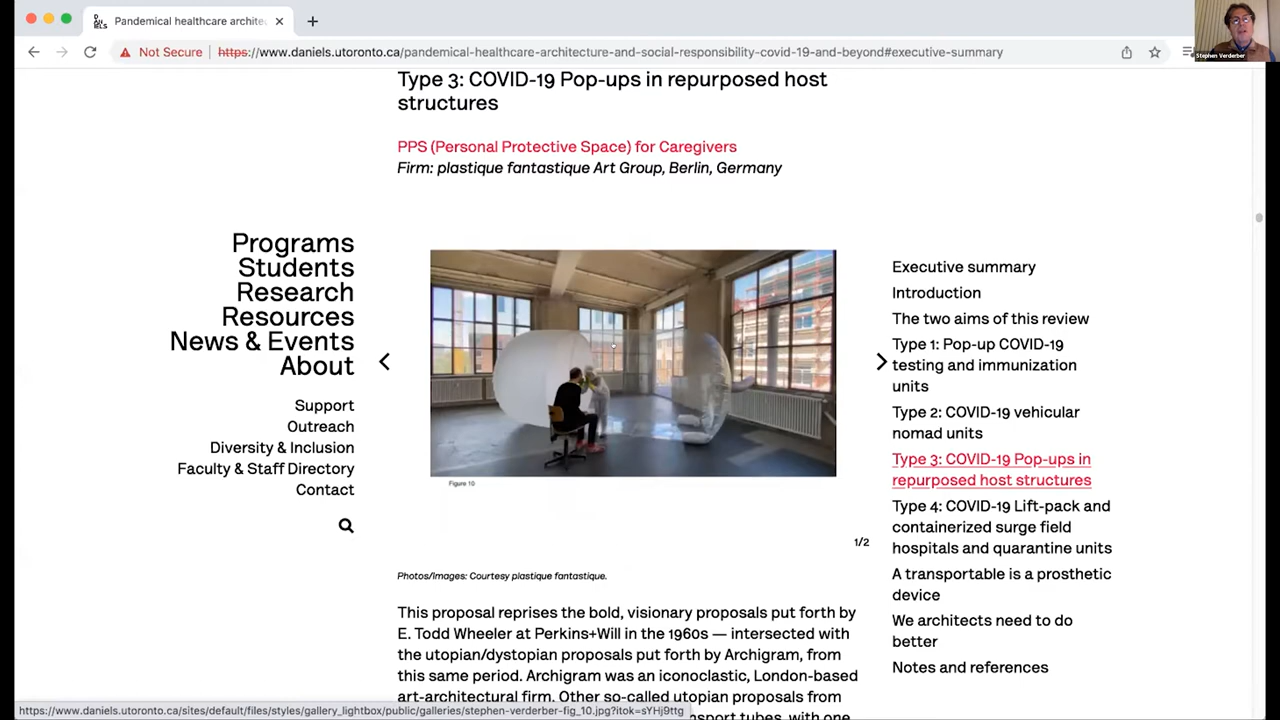 Pandemical healthcare archite
Not Secure
https://www.daniels.utoronto.ca/pandemical-healthcare-architecture-and-social-responsibility-covid-19-and-beyond#executive-summary
Stephen Verderber
Type 3: COVID-19 Pop-ups in repurposed host
structures
PPS (Personal Protective Space) for Caregivers
Firm: plastique fantastique Art Group, Berlin, Germany
Programs
Students
Research
Resources
News & Events
About
Support
Outreach
Diversity & Inclusion
Faculty & Staff Directory
Contact
Figure 10
1/2
Photos/Images: Courtesy plastique fantastique.
This proposal reprises the bold, visionary proposals put forth by
E. Todd Wheeler at Perkins+Will in the 1960s — intersected with
the utopian/dystopian proposals put forth by Archigram, from
this same period. Archigram was an iconoclastic, London-based
art-architectural firm. Other so-called utopian proposals from
nsport tubes, with one
Executive summary
Introduction
The two aims of this review
Type 1: Pop-up COVID-19
testing and immunization
units
Type 2: COVID-19 vehicular
nomad units
Type 3: COVID-19 Pop-ups in
repurposed host structures
Type 4: COVID-19 Lift-pack and
containerized surge field
hospitals and quarantine units
A transportable is a prosthetic
device
We architects need to do
better
Notes and references
https://www.daniels.utoronto.ca/sites/default/files/styles/gallery_lightbox/public/galleries/stephen-verderber-fig_10.jpg?itok=sYHj9ttg